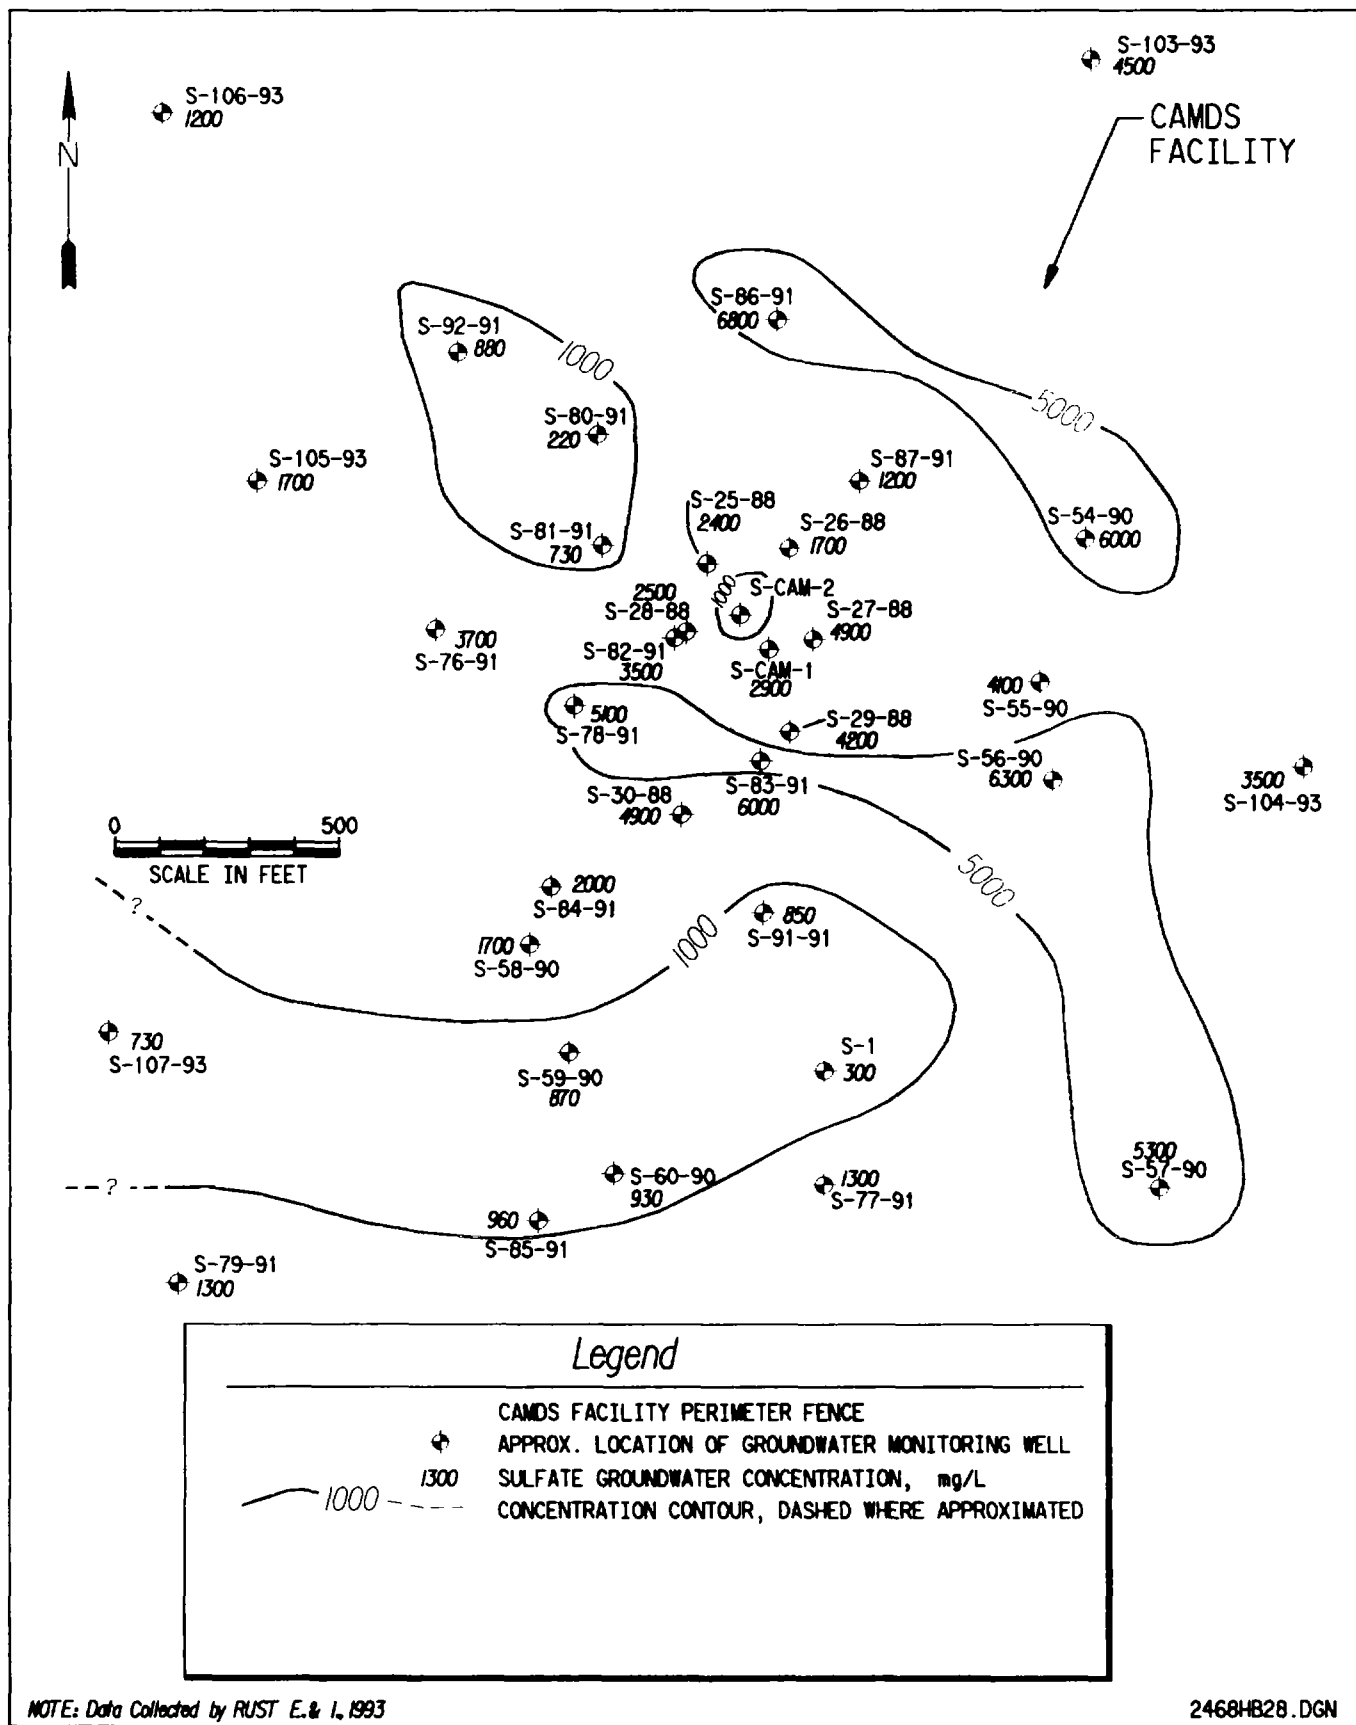 S-103-93
4500
S-106-93
1200
CAMDS
FACILITY
N
S-86-91
6800
S-92-91
880
1000
5000
S-80-91
220
S-105-93
1700
S-87-91
1200
S-25-88
2400
S-26-88
1700
S-54-90
6000
S-81-91
730
2500
S-28-88
1000
S-CAM-2
S-27-88
4900
3700
S-76-91
S-82-91
3500
S-CAM-1
2900
4100
S-55-90
5100
S-78-91
S-29-88
4200
S-56-90
6300
3500
S-104-93
S-30-88
4900
S-83-91
6000
0 500
SCALE IN FEET
5000
?
2000
S-84-91
850
S-91-91
1000
1700
S-58-90
730
S-107-93
S-59-90
870
S-1
300
5300
S-57-90
S-60-90
930
1300
S-77-91
?
960
S-85-91
S-79-91
1300
Legend
CAMDS FACILITY PERIMETER FENCE
APPROX. LOCATION OF GROUNDWATER MONITORING WELL
1300 SULFATE GROUNDWATER CONCENTRATION, mg/L
1000 CONCENTRATION CONTOUR, DASHED WHERE APPROXIMATED
NOTE: Data Collected by RUST E.& I., 1993
2468HB28.DGN